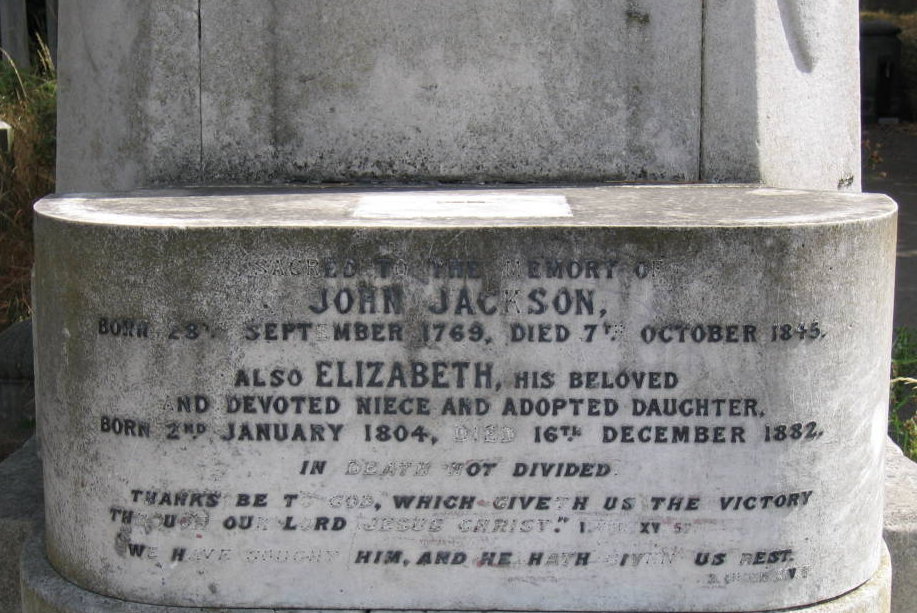 SACRED TO THE MEMORY OF
JOHN JACKSON,
BORN 28TH SEPTEMBER 1769, DIED 7TH OCTOBER 1845.
ALSO ELIZABETH, HIS BELOVED
AND DEVOTED NIECE AND ADOPTED DAUGHTER,
BORN 2ND JANUARY 1804, DIED 16TH DECEMBER 1882.
IN DEATH NOT DIVIDED.
THANKS BE TO GOD, WHICH GIVETH US THE VICTORY
THROUGH OUR LORD JESUS CHRIST." XV 57
WE HAVE SOUGHT HIM, AND HE HATH GIVEN US REST.